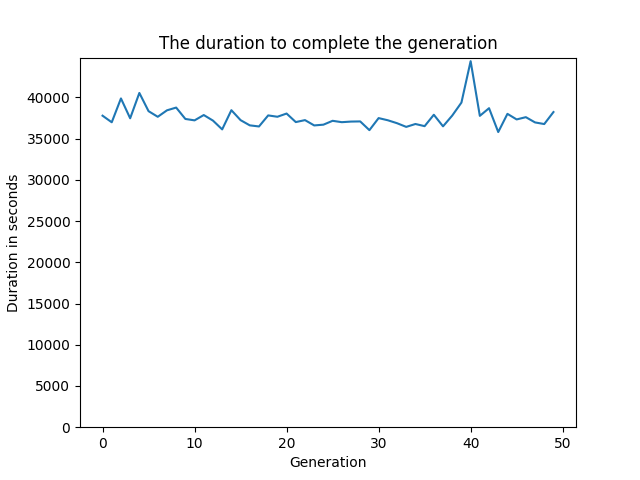 The duration to complete the generation
Duration in seconds
40000
35000
30000
25000
20000
15000
10000
5000
0
0 10 20 30 40 50
Generation